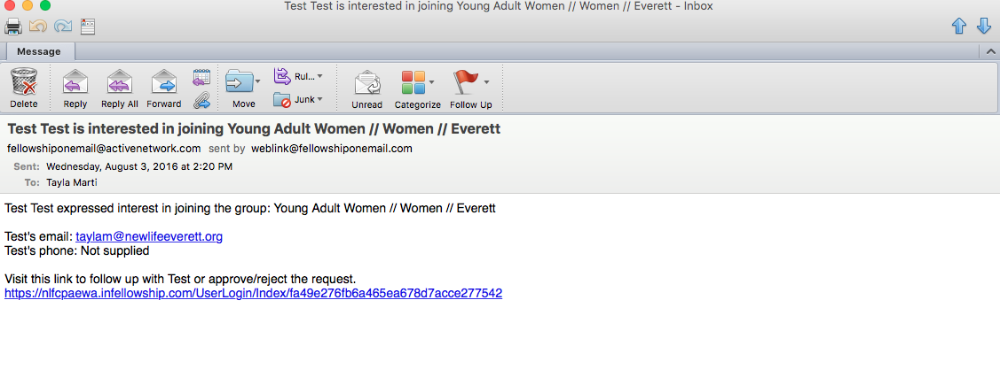 Test Test is interested in joining Young Adult Women // Women // Everett - Inbox
Message
Delete
Reply
Reply All
Forward
Move
Rul...
Junk
Unread
Categorize
Follow Up
Test Test is interested in joining Young Adult Women // Women // Everett
fellowshiponemail@activenetwork.com sent by weblink@fellowshiponemail.com
Sent: Wednesday, August 3, 2016 at 2:20 PM
To: Tayla Marti
Test Test expressed interest in joining the group: Young Adult Women // Women // Everett
Test's email: taylam@newlifeeverett.org
Test's phone: Not supplied
Visit this link to follow up with Test or approve/reject the request.
https://nlfcpaewa.infellowship.com/UserLogin/Index/fa49e276fb6a465ea678d7acce277542